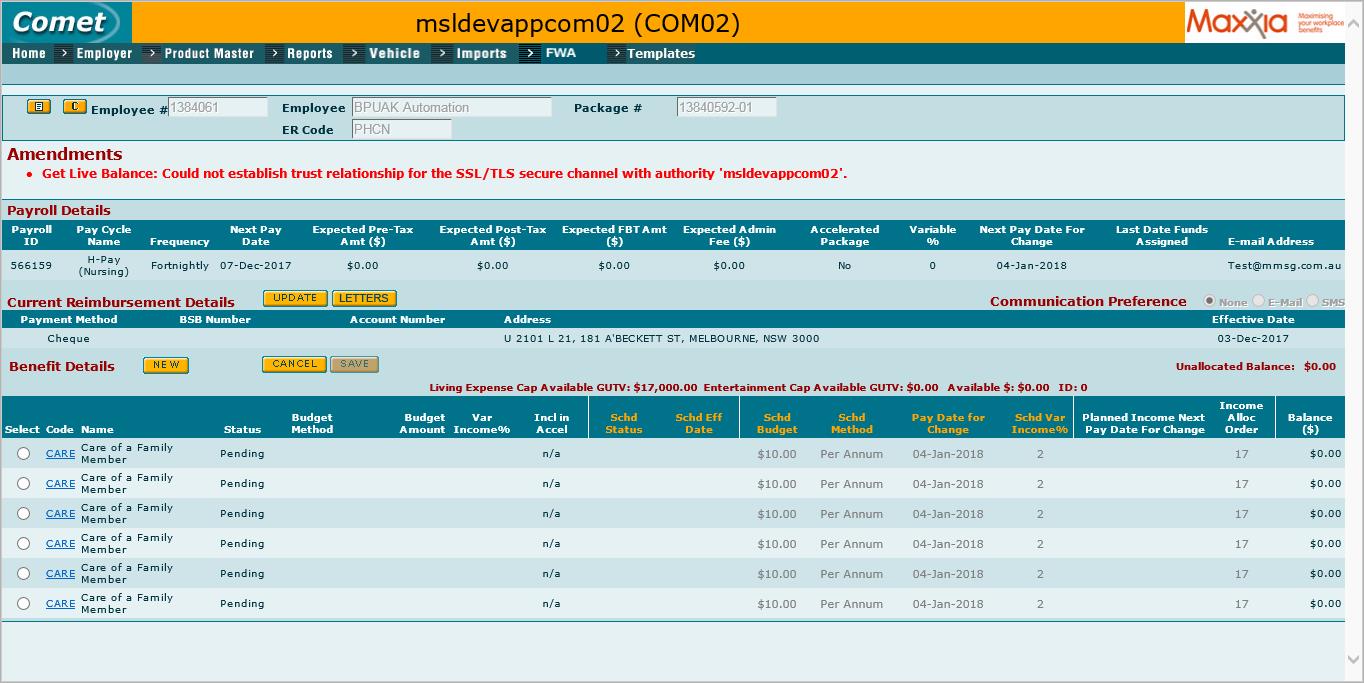 Comet msldevappcom02 (COM02) Maxxia Maximising your workplace benefits
Home > Employer > Product Master > Reports > Vehicle > Imports > FWA > Templates
C Employee # 1384061 Employee BPUAK Automation Package # 13840592-01
ER Code PHCN
Amendments
• Get Live Balance: Could not establish trust relationship for the SSL/TLS secure channel with authority 'msldevappcom02'.
Payroll Details
Payroll ID Pay Cycle Name Frequency Next Pay Date Expected Pre-Tax Amt ($) Expected Post-Tax Amt ($) Expected FBT Amt ($) Expected Admin Fee ($) Accelerated Package Variable % Next Pay Date For Change Last Date Funds Assigned E-mail Address
566159 H-Pay (Nursing) Fortnightly 07-Dec-2017 $0.00 $0.00 $0.00 $0.00 No 0 04-Jan-2018 Test@mmsg.com.au
Current Reimbursement Details UPDATE LETTERS Communication Preference None E-Mail SMS
Payment Method BSB Number Account Number Address Effective Date
Cheque U 2101 L 21, 181 A'BECKETT ST, MELBOURNE, NSW 3000 03-Dec-2017
Benefit Details NEW CANCEL SAVE Unallocated Balance: $0.00
Living Expense Cap Available GUTV: $17,000.00 Entertainment Cap Available GUTV: $0.00 Available $: $0.00 ID: 0
Select Code Name Status Budget Method Budget Amount Var Income% Incl in Accel Schd Status Schd Eff Date Schd Budget Schd Method Pay Date for Change Schd Var Income% Planned Income Next Pay Date For Change Income Alloc Order Balance ($)
CARE Care of a Family Member Pending n/a $10.00 Per Annum 04-Jan-2018 2 17 $0.00
CARE Care of a Family Member Pending n/a $10.00 Per Annum 04-Jan-2018 2 17 $0.00
CARE Care of a Family Member Pending n/a $10.00 Per Annum 04-Jan-2018 2 17 $0.00
CARE Care of a Family Member Pending n/a $10.00 Per Annum 04-Jan-2018 2 17 $0.00
CARE Care of a Family Member Pending n/a $10.00 Per Annum 04-Jan-2018 2 17 $0.00
CARE Care of a Family Member Pending n/a $10.00 Per Annum 04-Jan-2018 2 17 $0.00